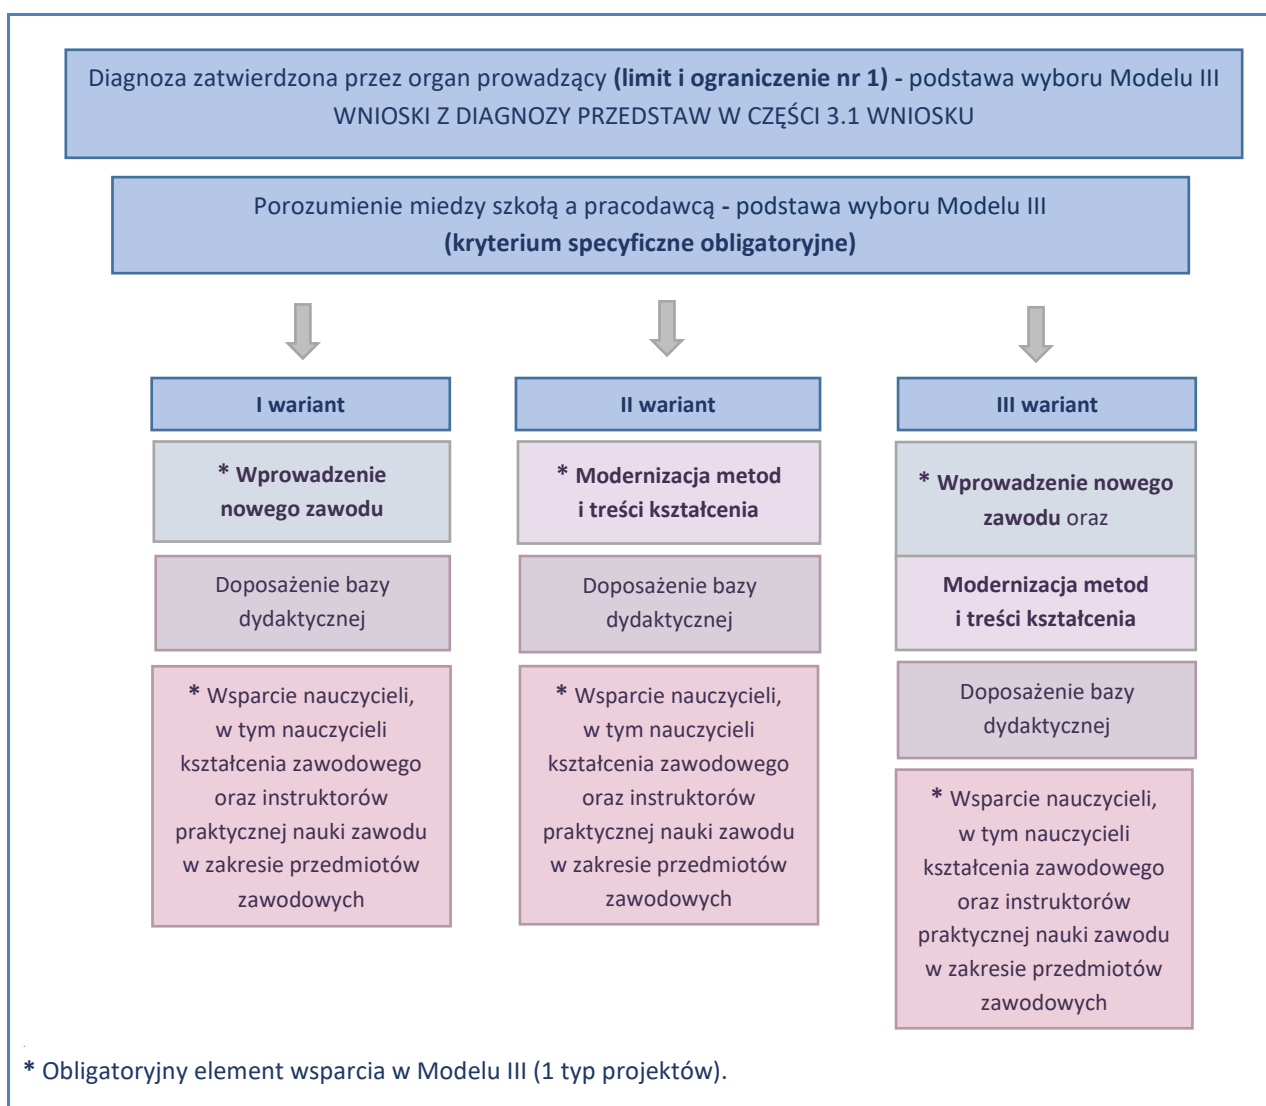 Diagnoza zatwierdzona przez organ prowadzący (limit i ograniczenie nr 1) - podstawa wyboru Modelu III
WNIOSKI Z DIAGNOZY PRZEDSTAW W CZĘŚCI 3.1 WNIOSKU
Porozumienie miedzy szkołą a pracodawcą - podstawa wyboru Modelu III
(kryterium specyficzne obligatoryjne)
I wariant
* Wprowadzenie
nowego zawodu
Doposażenie bazy
dydaktycznej
* Wsparcie nauczycieli,
w tym nauczycieli
kształcenia zawodowego
oraz instruktorów
praktycznej nauki zawodu
w zakresie przedmiotów
zawodowych
II wariant
* Modernizacja metod
i treści kształcenia
Doposażenie bazy
dydaktycznej
* Wsparcie nauczycieli,
w tym nauczycieli
kształcenia zawodowego
oraz instruktorów
praktycznej nauki zawodu
w zakresie przedmiotów
zawodowych
III wariant
* Wprowadzenie nowego
zawodu oraz
Modernizacja metod
i treści kształcenia
Doposażenie bazy
dydaktycznej
* Wsparcie nauczycieli,
w tym nauczycieli
kształcenia zawodowego
oraz instruktorów
praktycznej nauki zawodu
w zakresie przedmiotów
zawodowych
* Obligatoryjny element wsparcia w Modelu III (1 typ projektów).